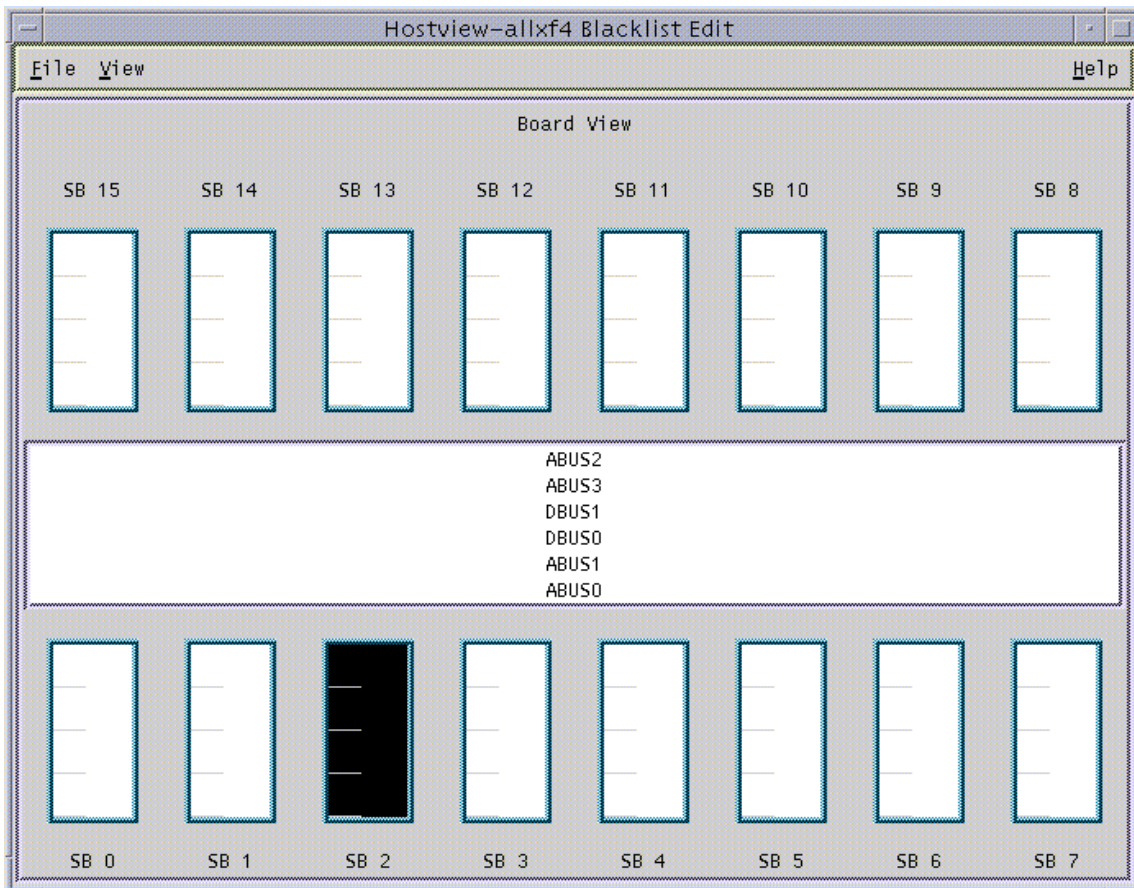 Hostview-allxf4 Blacklist Edit
File View Help
Board View
SB 15 SB 14 SB 13 SB 12 SB 11 SB 10 SB 9 SB 8
ABUS2
ABUS3
DBUS1
DBUS0
ABUS1
ABUS0
SB 0 SB 1 SB 2 SB 3 SB 4 SB 5 SB 6 SB 7